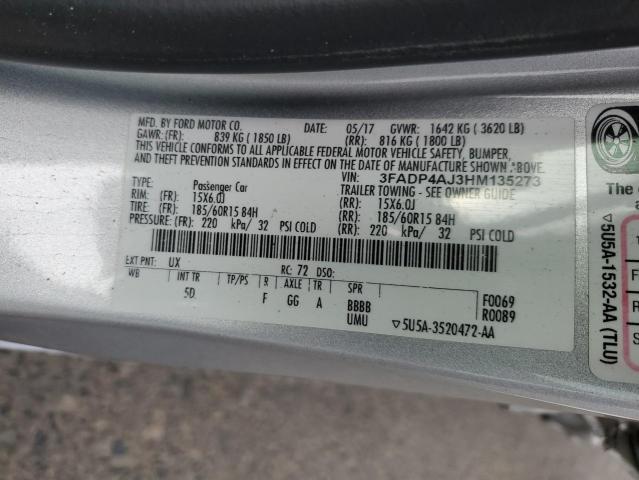 MFD. BY FORD MOTOR CO. DATE: 05/17 GVWR: 1642 KG ( 3620 LB)
GAWR:(FR): 839 KG ( 1850 LB) (RR): 816 KG ( 1800 LB)
THIS VEHICLE CONFORMS TO ALL APPLICABLE FEDERAL MOTOR VEHICLE SAFETY, BUMPER,
AND THEFT PREVENTION STANDARDS IN EFFECT ON THE DATE OF MANUFACTURE SHOWN ABOVE.
VIN: 3FADP4AJ3HM135273
TYPE: Passenger Car TRAILER TOWING - SEE OWNER GUIDE
RIM: (FR): 15X6.0J (RR): 15X6.0J
TIRE: (FR): 185/60R15 84H (RR): 185/60R15 84H
PRESSURE:(FR): 220 kPa/ 32 PSI COLD (RR): 220 kPa/ 32 PSI COLD
EXT PNT: UX RC: 72 DSO:
WB INT TR TP/PS R AXLE TR SPR
5D F GG A BBBB F0069
UMU R0089
▽5U5A-3520472-AA
The
▽5U5A-1532-AA (TLU)